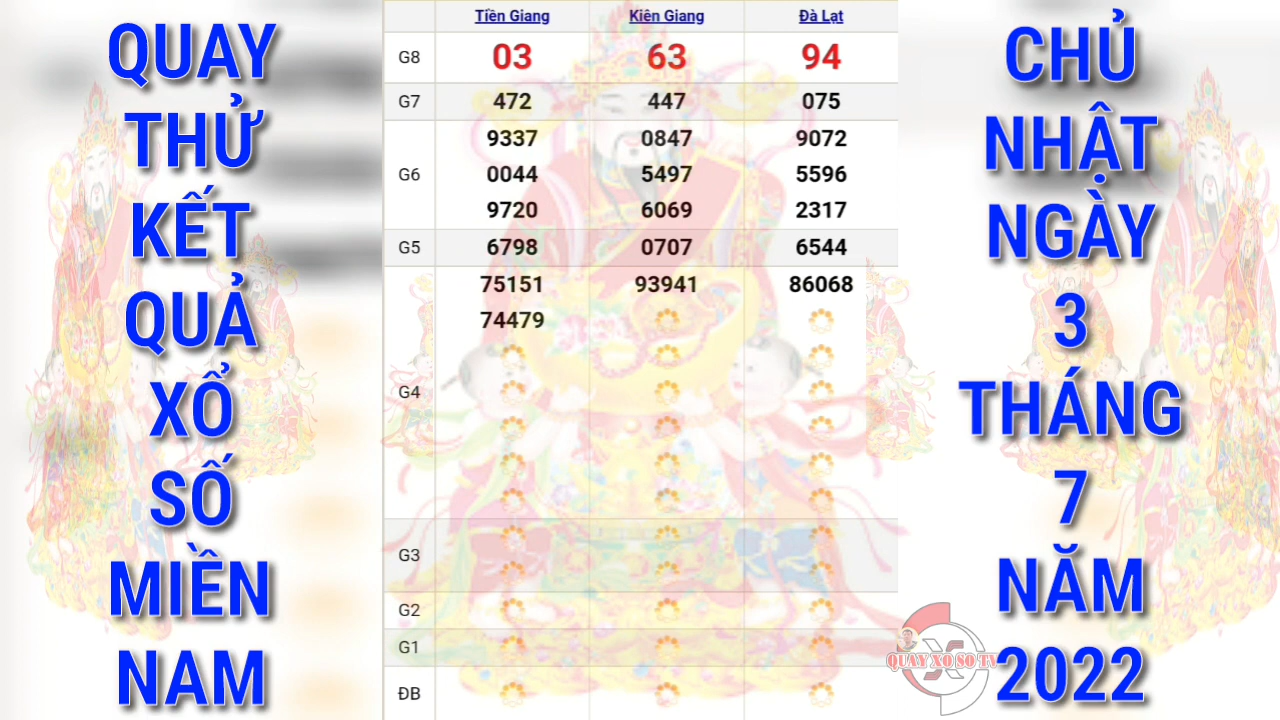 QUAY
THỬ
KẾT
QUẢ
XỔ
SỐ
MIỀN
NAM
Tiền Giang Kiên Giang Đà Lạt
G8 03 63 94
G7 472 447 075
9337 0847 9072
G6 0044 5497 5596
9720 6069 2317
G5 6798 0707 6544
75151 93941 86068
74479
G4
G3
G2
G1
ĐB
CHỦ
NHẬT
NGÀY
3
THÁNG
7
NĂM
2022
QUAY XO SO TV
X